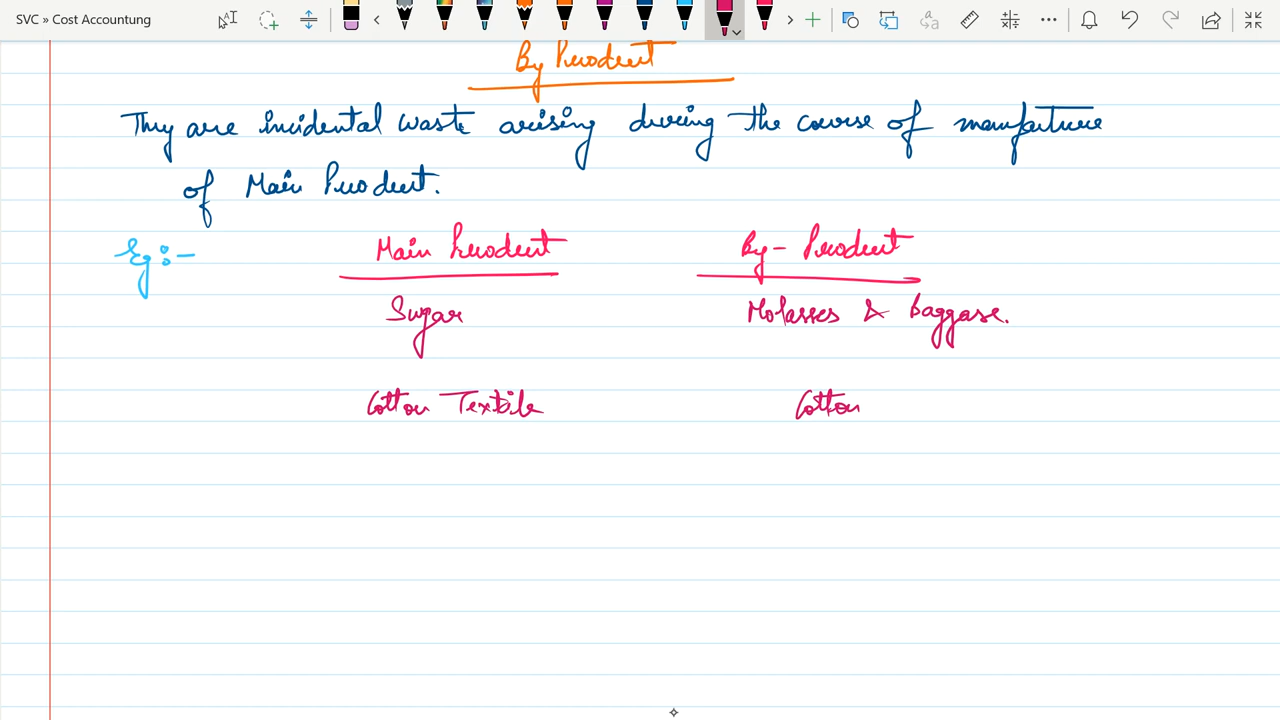 SVC » Cost Accountung
By Product
They are incidental waste arising during the course of manufacture
of Main Product.
Eg :-
Main Product By - Product
Sugar Molasses & Baggase.
Cotton Textile Cotton